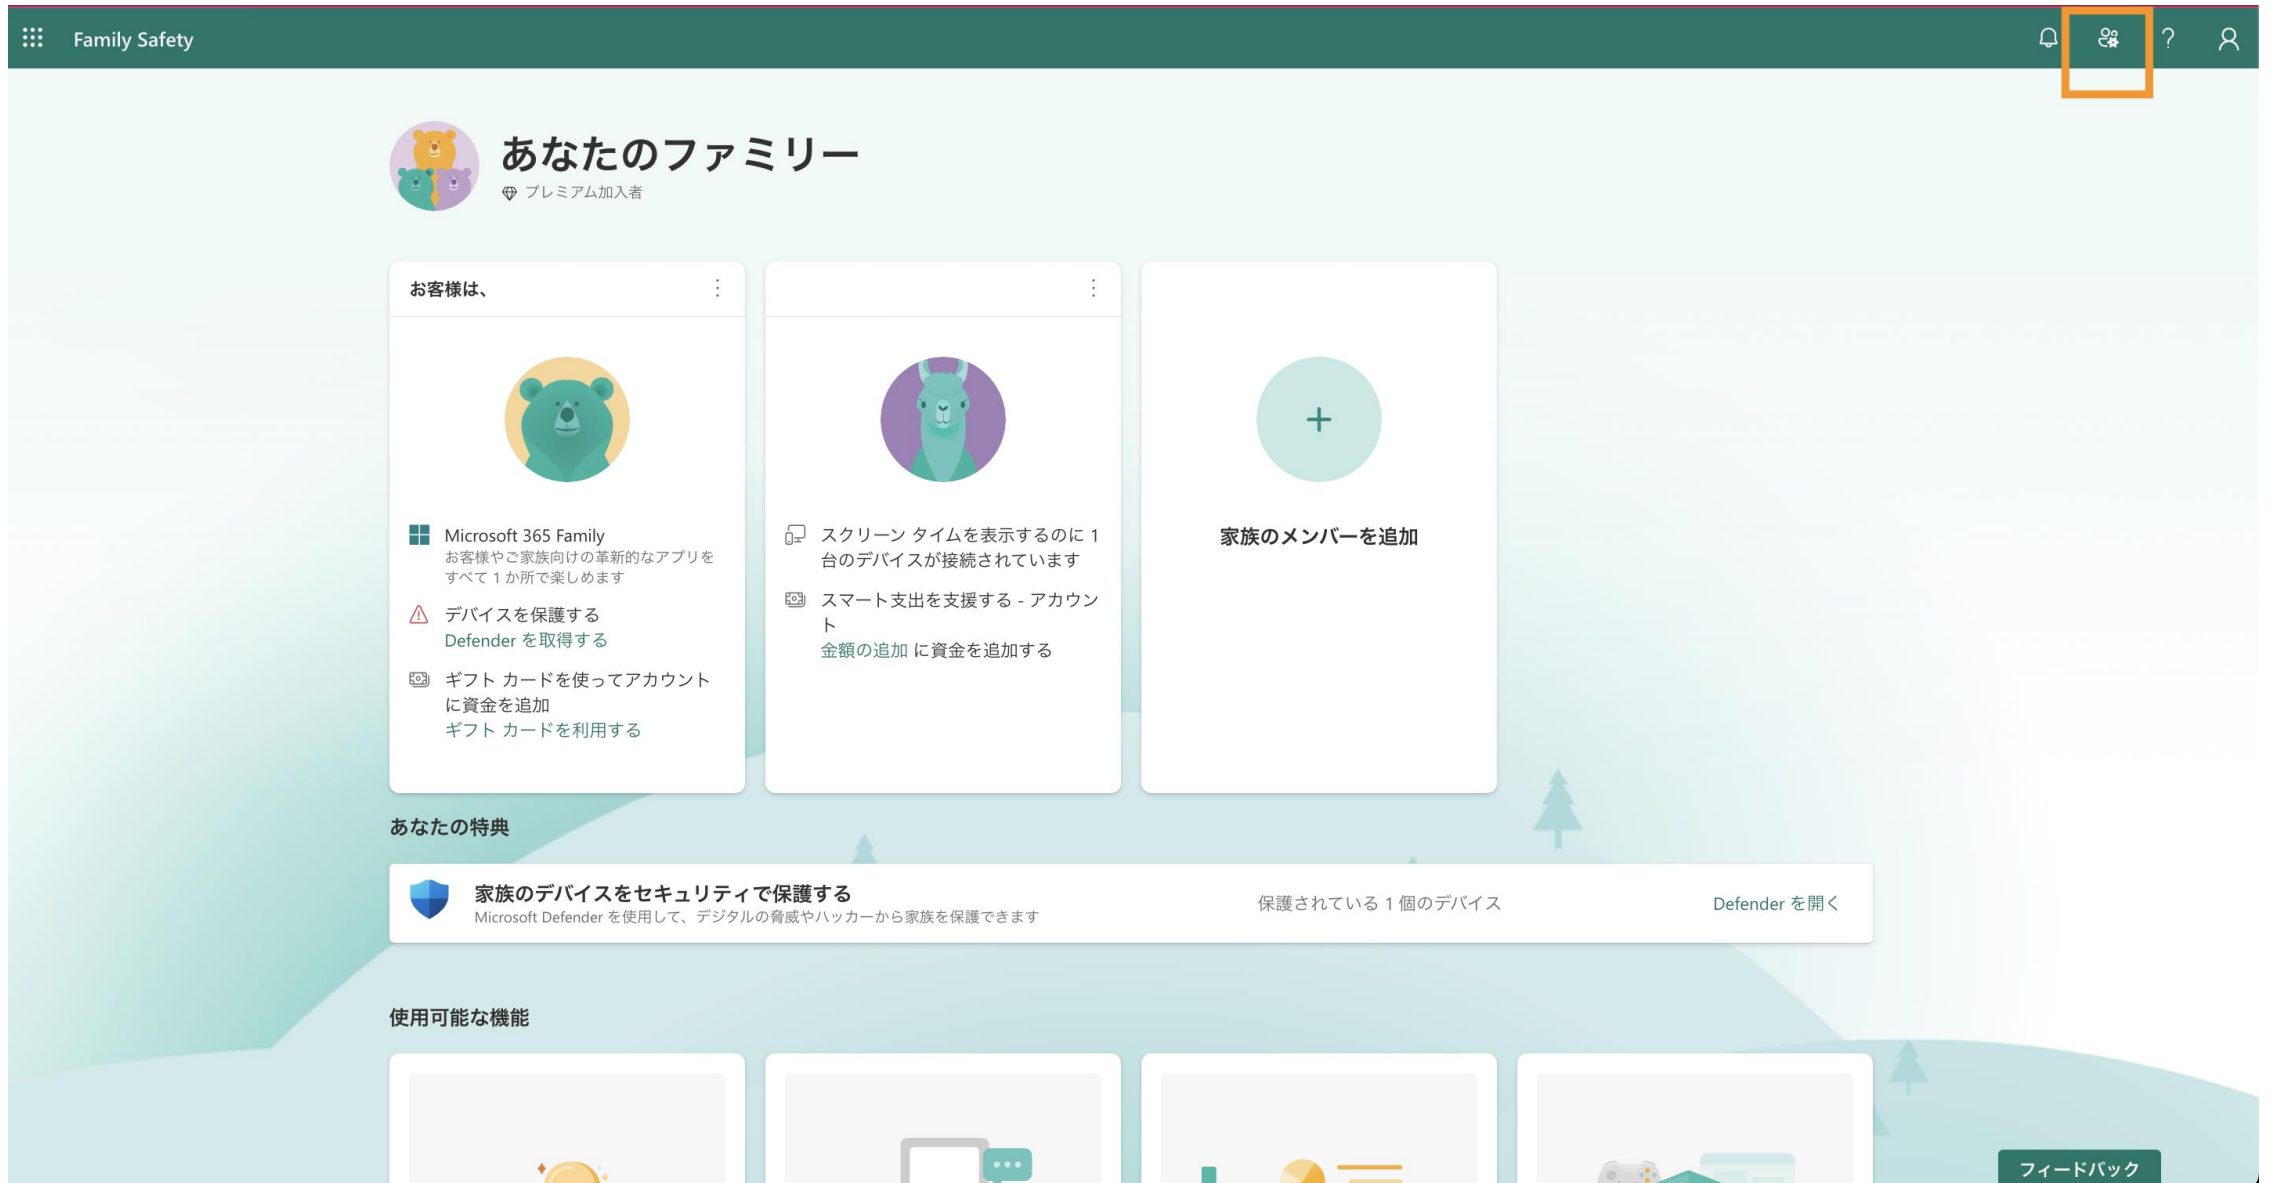 Family Safety
あなたのファミリー
プレミアム加入者
お客様は、
Microsoft 365 Family
お客様やご家族向けの革新的なアプリを
すべて 1 か所で楽しめます
デバイスを保護する
Defender を取得する
ギフト カードを使ってアカウント
に資金を追加
ギフト カードを利用する
スクリーン タイムを表示するのに 1
台のデバイスが接続されています
スマート支出を支援する - アカウン
ト
金額の追加 に資金を追加する
家族のメンバーを追加
あなたの特典
家族のデバイスをセキュリティで保護する
Microsoft Defender を使用して、デジタルの脅威やハッカーから家族を保護できます
保護されている 1 個のデバイス
Defender を開く
使用可能な機能
フィードバック